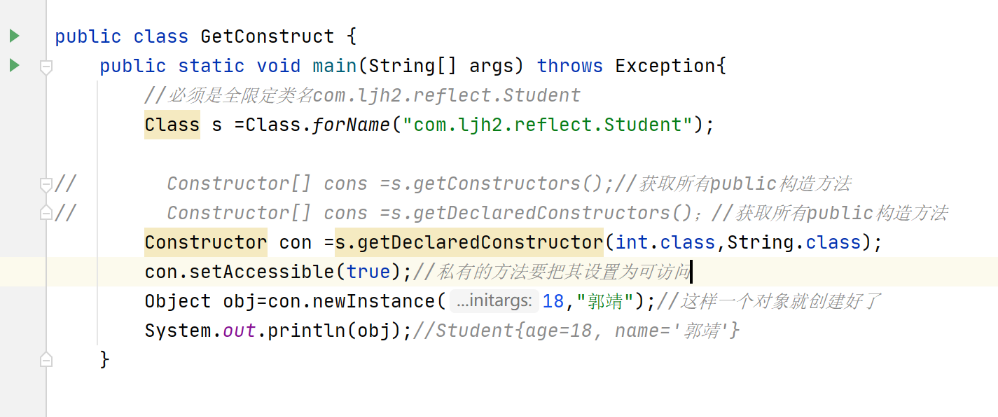 public class GetConstruct {
public static void main(String[] args) throws Exception{
//必须是全限定类名com.ljh2.reflect.Student
Class s =Class.forName("com.ljh2.reflect.Student");
// Constructor[] cons =s.getConstructors();//获取所有public构造方法
// Constructor[] cons =s.getDeclaredConstructors();//获取所有public构造方法
Constructor con =s.getDeclaredConstructor(int.class,String.class);
con.setAccessible(true);//私有的方法要把其设置为可访问
Object obj=con.newInstance( ...initargs: 18,"郭靖");//这样一个对象就创建好了
System.out.println(obj);//Student{age=18, name='郭靖'}
}